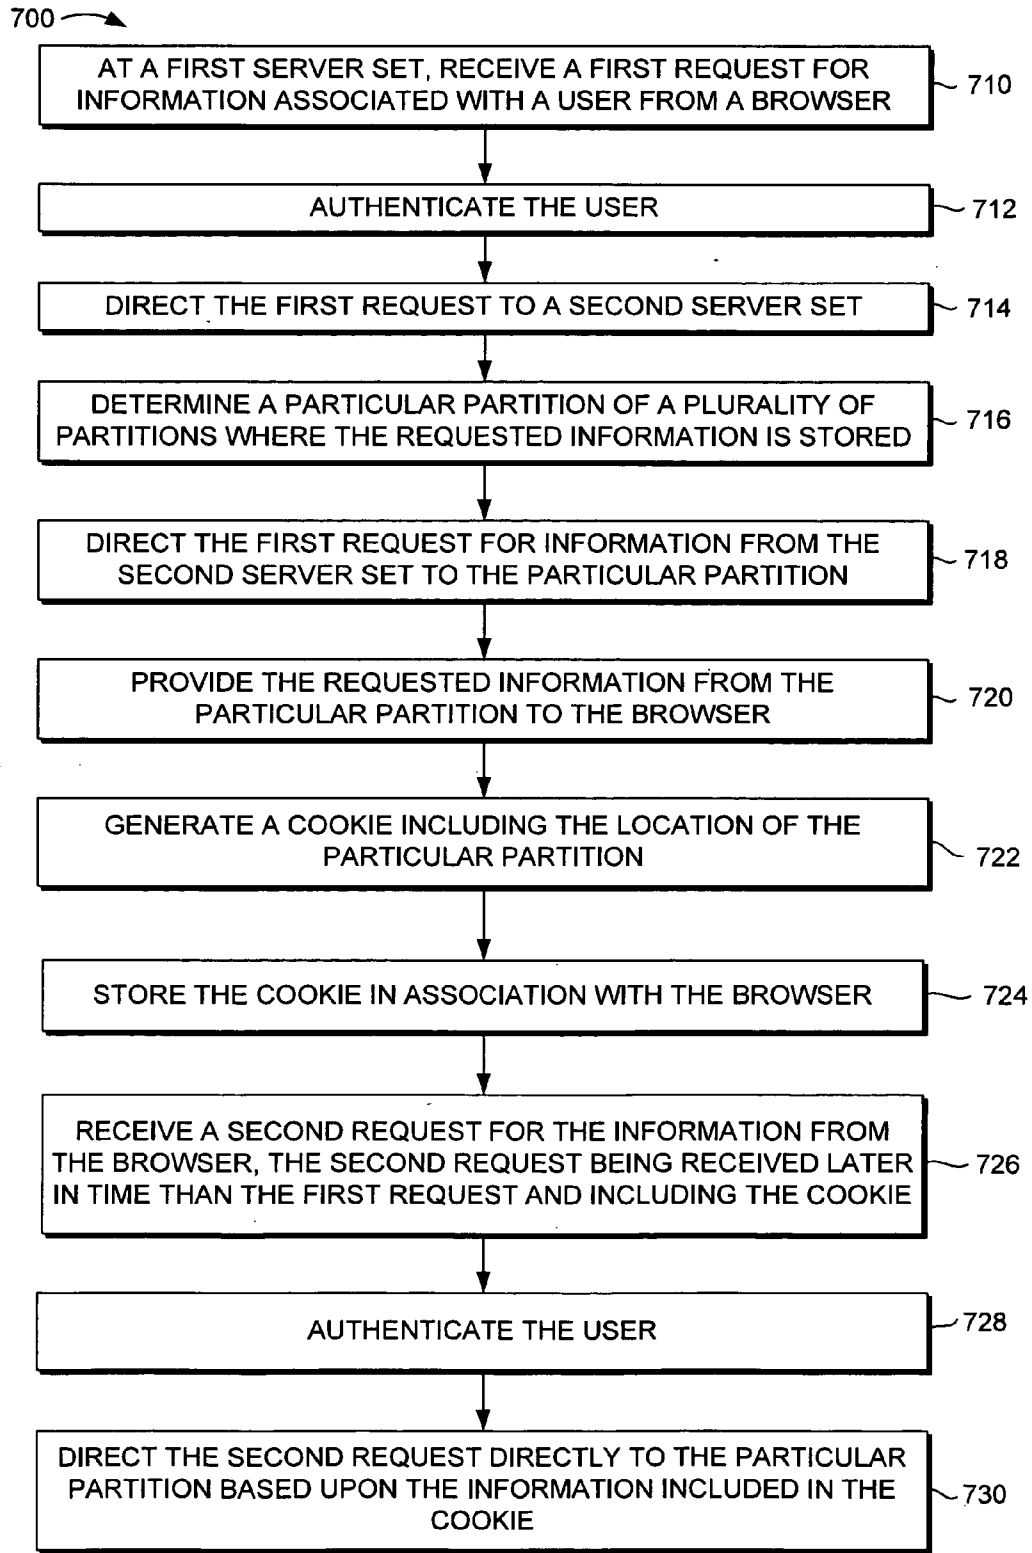 700
AT A FIRST SERVER SET, RECEIVE A FIRST REQUEST FOR
INFORMATION ASSOCIATED WITH A USER FROM A BROWSER
710
AUTHENTICATE THE USER
712
DIRECT THE FIRST REQUEST TO A SECOND SERVER SET
714
DETERMINE A PARTICULAR PARTITION OF A PLURALITY OF
PARTITIONS WHERE THE REQUESTED INFORMATION IS STORED
716
DIRECT THE FIRST REQUEST FOR INFORMATION FROM THE
SECOND SERVER SET TO THE PARTICULAR PARTITION
718
PROVIDE THE REQUESTED INFORMATION FROM THE
PARTICULAR PARTITION TO THE BROWSER
720
GENERATE A COOKIE INCLUDING THE LOCATION OF THE
PARTICULAR PARTITION
722
STORE THE COOKIE IN ASSOCIATION WITH THE BROWSER
724
RECEIVE A SECOND REQUEST FOR THE INFORMATION FROM
THE BROWSER, THE SECOND REQUEST BEING RECEIVED LATER
IN TIME THAN THE FIRST REQUEST AND INCLUDING THE COOKIE
726
AUTHENTICATE THE USER
728
DIRECT THE SECOND REQUEST DIRECTLY TO THE PARTICULAR
PARTITION BASED UPON THE INFORMATION INCLUDED IN THE
COOKIE
730